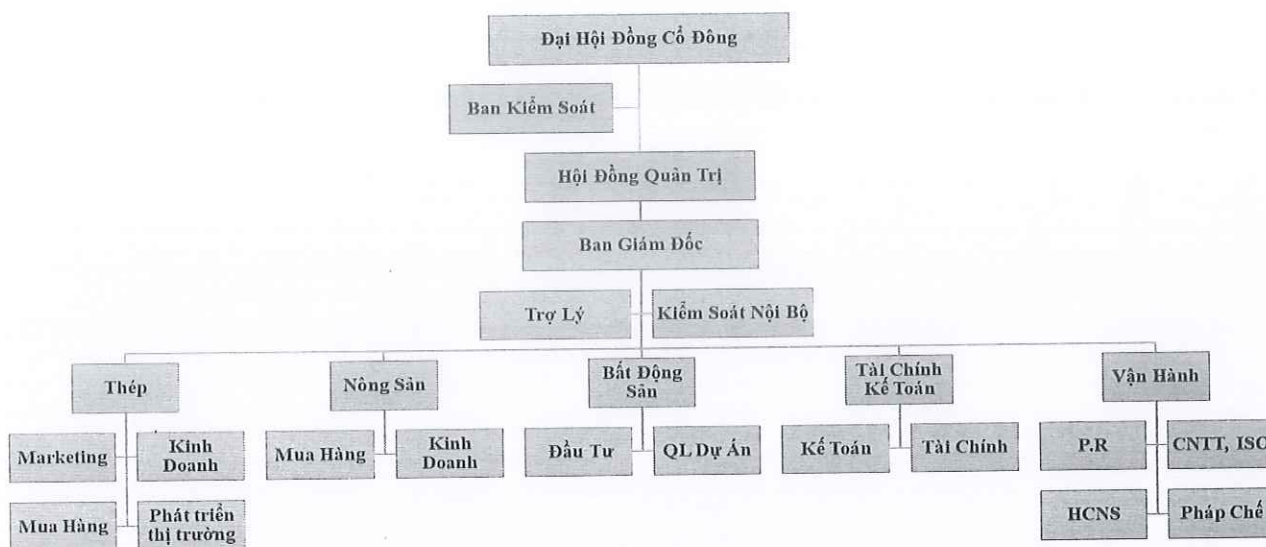 Đại Hội Đồng Cổ Đông
Ban Kiểm Soát
Hội Đồng Quản Trị
Ban Giám Đốc
Trợ Lý
Kiểm Soát Nội Bộ
Thép
Nông Sản
Bất Động
Sản
Tài Chính
Kế Toán
Vận Hành
Marketing
Kinh
Doanh
Mua Hàng
Kinh
Doanh
Đầu Tư
QL Dự Án
Kế Toán
Tài Chính
P.R
CNTT, ISO
Mua Hàng
Phát triển
thị trường
HCNS
Pháp Chế